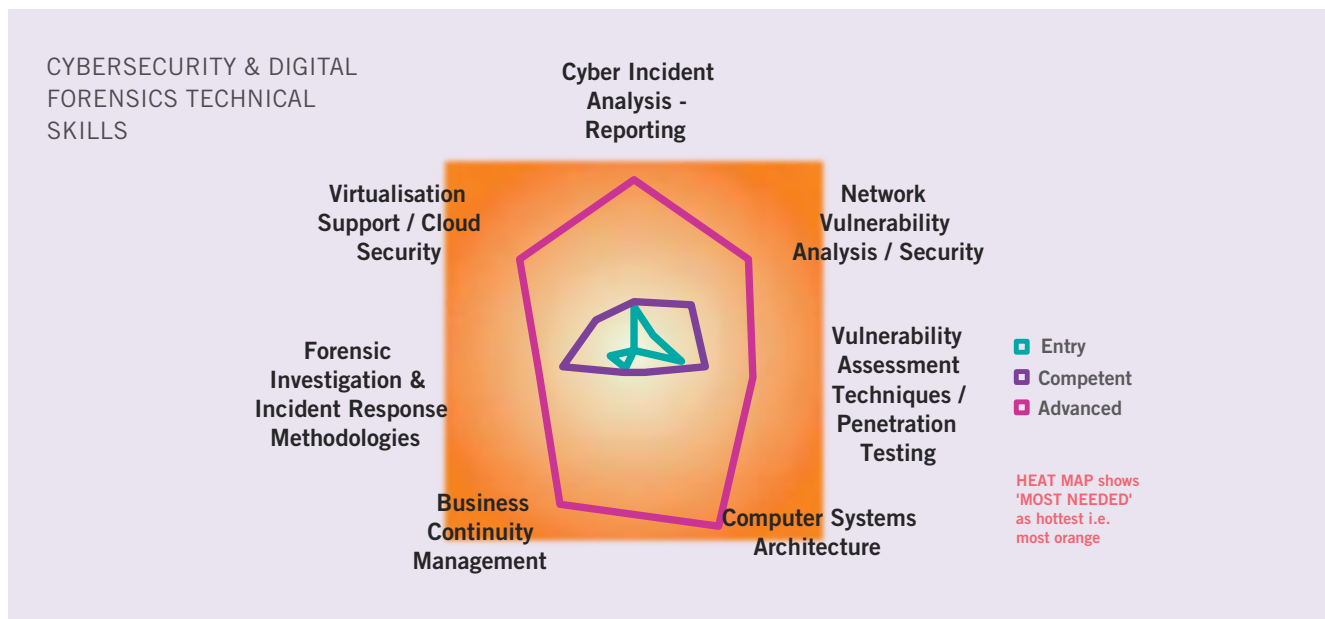 CYBERSECURITY & DIGITAL
FORENSICS TECHNICAL
SKILLS
Cyber Incident
Analysis -
Reporting
Virtualisation
Support / Cloud
Security
Network
Vulnerability
Analysis / Security
Forensic
Investigation &
Incident Response
Methodologies
Vulnerability
Assessment
Techniques /
Penetration
Testing
Entry
Competent
Advanced
Business
Continuity
Management
Computer Systems
Architecture
HEAT MAP shows
'MOST NEEDED'
as hottest i.e.
most orange